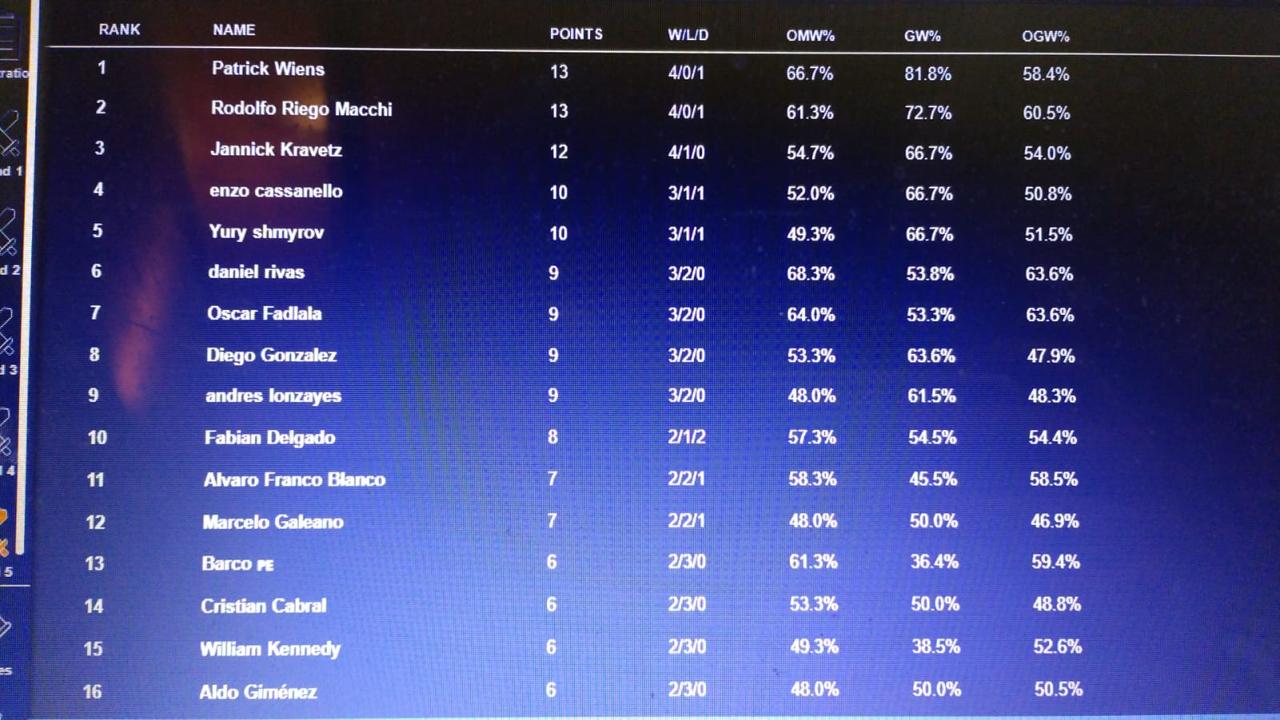 RANK NAME POINTS W/L/D OMW% GW% OGW%
1 Patrick Wiens 13 4/0/1 66.7% 81.8% 58.4%
2 Rodolfo Riego Macchi 13 4/0/1 61.3% 72.7% 60.5%
3 Jannick Kravetz 12 4/1/0 54.7% 66.7% 54.0%
4 enzo cassanello 10 3/1/1 52.0% 66.7% 50.8%
5 Yury shmyrov 10 3/1/1 49.3% 66.7% 51.5%
6 daniel rivas 9 3/2/0 68.3% 53.8% 63.6%
7 Oscar Fadlala 9 3/2/0 64.0% 53.3% 63.6%
8 Diego Gonzalez 9 3/2/0 53.3% 63.6% 47.9%
9 andres lonzayes 9 3/2/0 48.0% 61.5% 48.3%
10 Fabian Delgado 8 2/1/2 57.3% 54.5% 54.4%
11 Alvaro Franco Blanco 7 2/2/1 58.3% 45.5% 58.5%
12 Marcelo Galeano 7 2/2/1 48.0% 50.0% 46.9%
13 Barco PE 6 2/3/0 61.3% 36.4% 59.4%
14 Cristian Cabral 6 2/3/0 53.3% 50.0% 48.8%
15 William Kennedy 6 2/3/0 49.3% 38.5% 52.6%
16 Aldo Giménez 6 2/3/0 48.0% 50.0% 50.5%